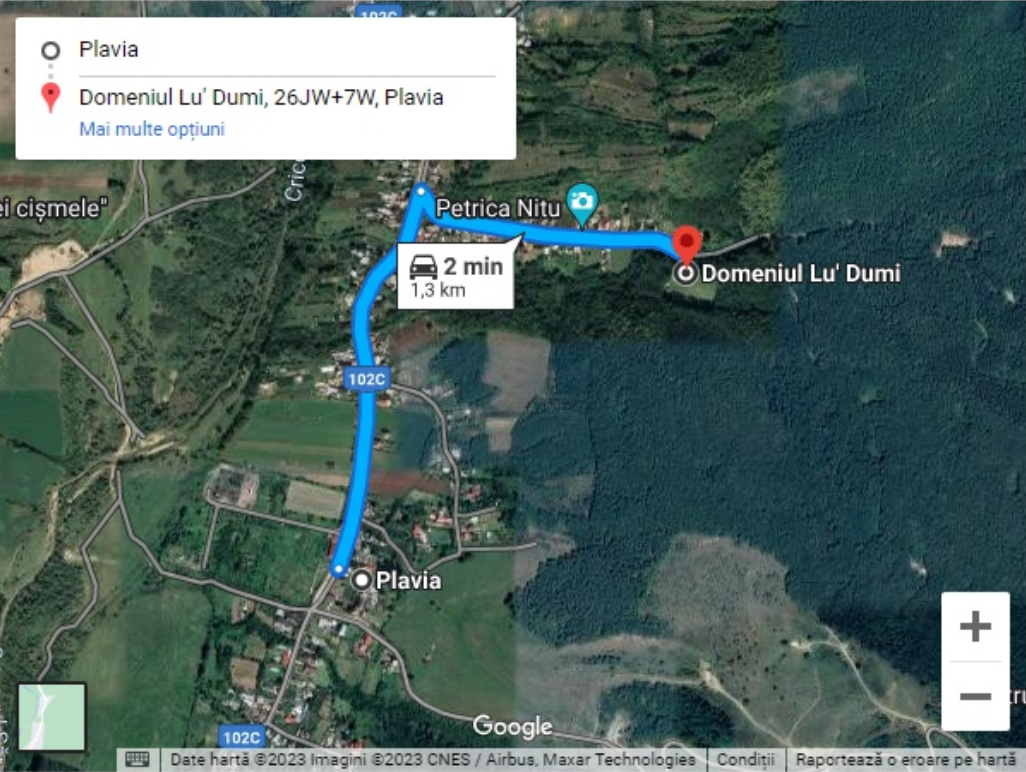 102C
Plavia
Domeniul Lu' Dumi, 26JW+7W, Plavia
Mai multe opțiuni
ei cișmele"
Cric
Petrica Nitu
2 min
1,3 km
Domeniul Lu' Dumi
102C
Plavia
102C
Google
Date hartă ©2023 Imagini ©2023 CNES / Airbus, Maxar Technologies
Condiții
Raportează o eroare pe hartă